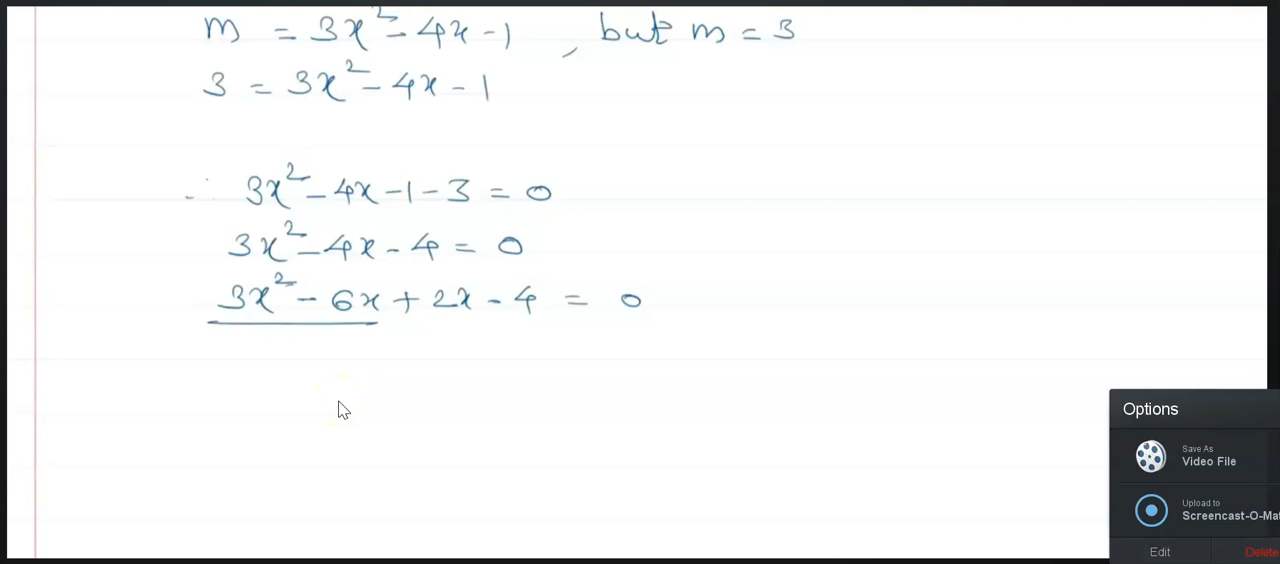 m = 3x² - 4x - 1 , but m = 3
3 = 3x² - 4x - 1
∴ 3x² - 4x - 1 - 3 = 0
3x² - 4x - 4 = 0
3x² - 6x + 2x - 4 = 0
Options
Save As
Video File
Upload to
Screencast-O-Mat
Edit
Delete